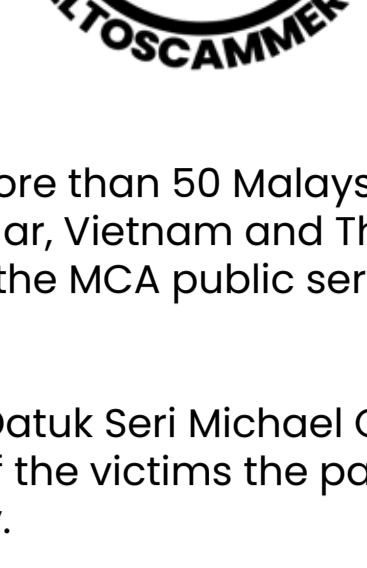 LTOSCAMMER
ore than 50 Malays
ar, Vietnam and Th
the MCA public ser
Datuk Seri Michael
f the victims the pa